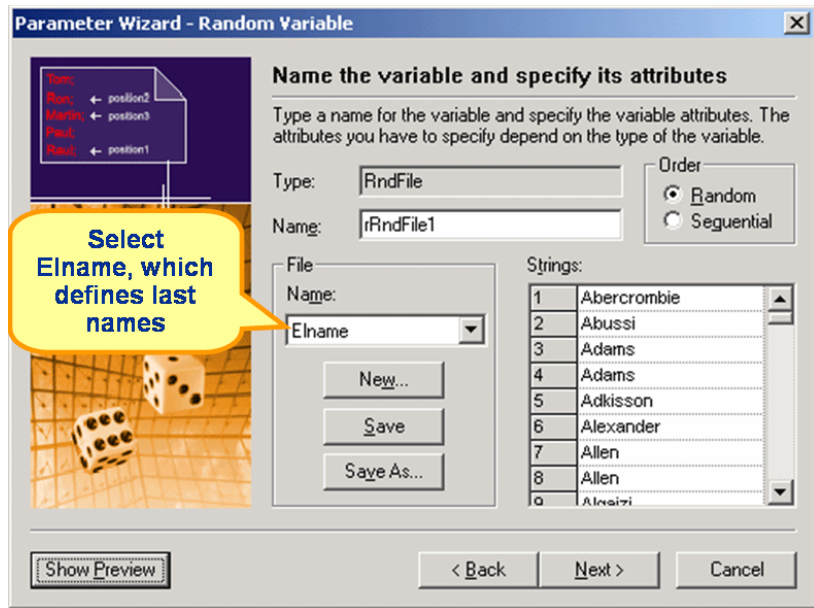 Parameter Wizard - Random Variable
Tom;
Ron; position2
Martin; position3
Paul;
Raul; position1
Name the variable and specify its attributes
Type a name for the variable and specify the variable attributes. The
attributes you have to specify depend on the type of the variable.
Type: RndFile
Name: rRndFile1
Order
Random
Seguential
Select
Elname, which
defines last
names
File
Name:
Elname
New...
Save
Save As...
Strings:
1 Abercrombie
2 Abussi
3 Adams
4 Adams
5 Adkisson
6 Alexander
7 Allen
8 Allen
9 Algaizi
Show Preview
< Back
Next >
Cancel